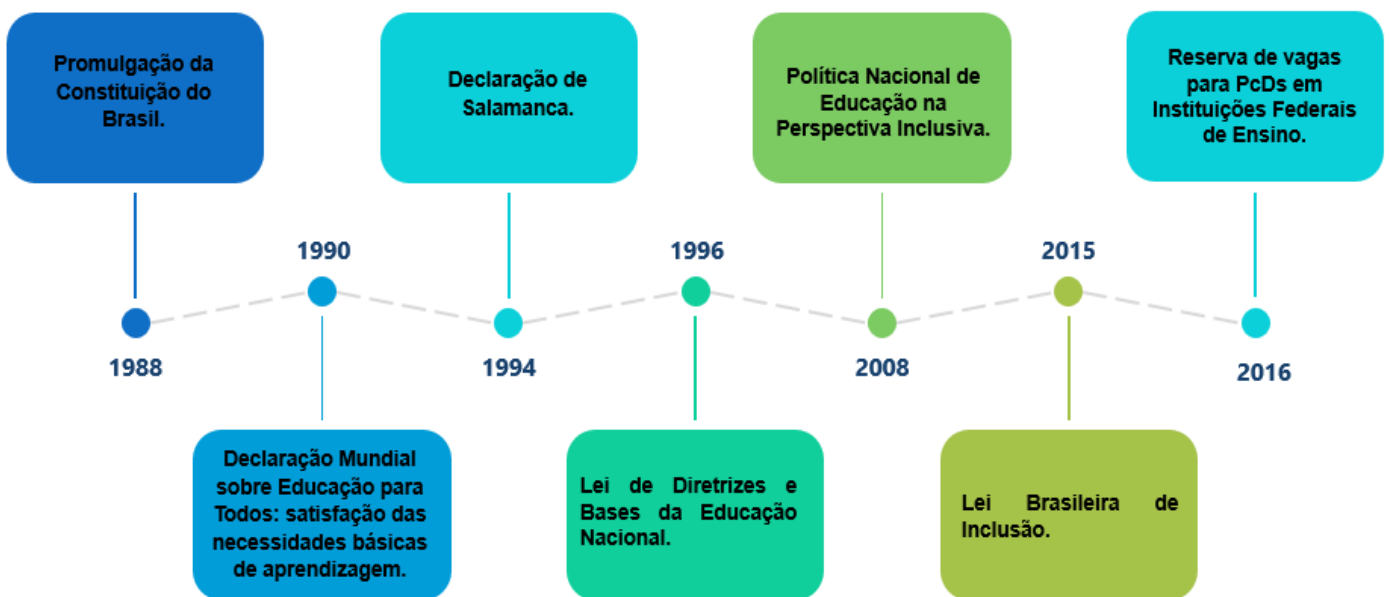 Promulgação da
Constituição do
Brasil.
Declaração de
Salamanca.
Política Nacional de
Educação na
Perspectiva Inclusiva.
Reserva de vagas
para PcDs em
Instituições Federais
de Ensino.
1990
1996
2015
1988
1994
2008
2016
Declaração Mundial
sobre Educação para
Todos: satisfação das
necessidades básicas
de aprendizagem.
Lei de Diretrizes e
Bases da Educação
Nacional.
Lei Brasileira de
Inclusão.